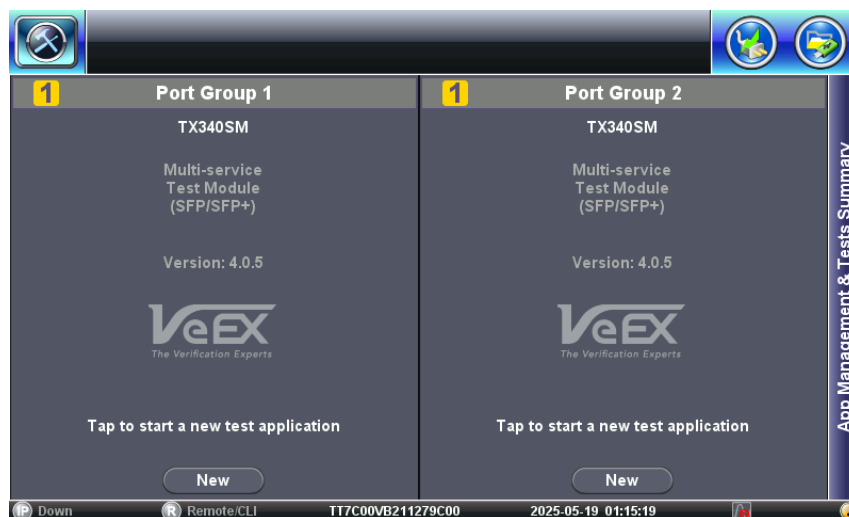 1 Port Group 1
TX340SM
Multi-service
Test Module
(SFP/SFP+)
Version: 4.0.5
VeEX
The Verification Experts
Tap to start a new test application
New
1 Port Group 2
TX340SM
Multi-service
Test Module
(SFP/SFP+)
Version: 4.0.5
VeEX
The Verification Experts
Tap to start a new test application
New
App Management & Tests Summary
IP Down R Remote/CLI TT7C00VB211279C00 2025-05-19 01:15:19